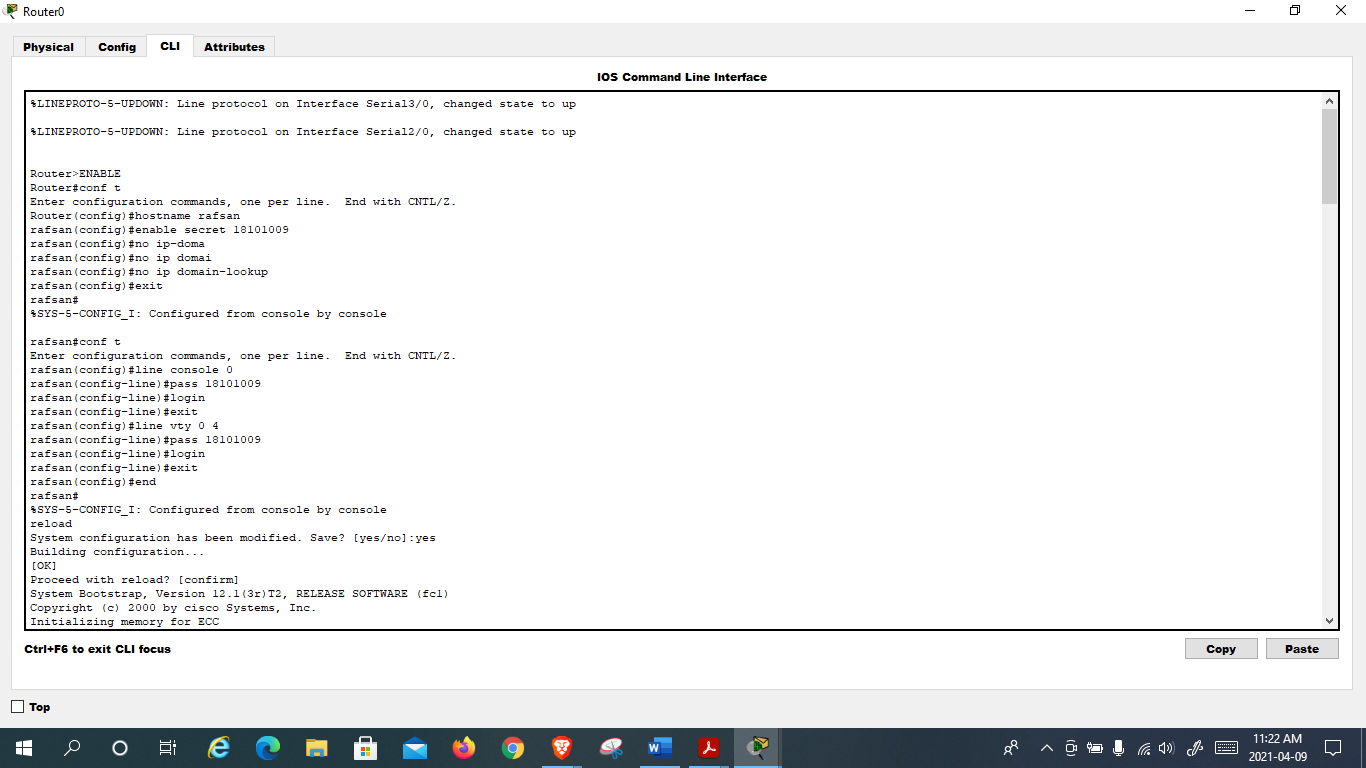 Router0
Physical
Config
CLI
Attributes
IOS Command Line Interface
%LINEPROTO-5-UPDOWN: Line protocol on Interface Serial3/0, changed state to up
%LINEPROTO-5-UPDOWN: Line protocol on Interface Serial2/0, changed state to up
Router>ENABLE
Router#conf t
Enter configuration commands, one per line.  End with CNTL/Z.
Router(config)#hostname rafsan
rafsan(config)#enable secret 18101009
rafsan(config)#no ip-doma
rafsan(config)#no ip domai
rafsan(config)#no ip domain-lookup
rafsan(config)#exit
rafsan#
%SYS-5-CONFIG_I: Configured from console by console
rafsan#conf t
Enter configuration commands, one per line.  End with CNTL/Z.
rafsan(config)#line console 0
rafsan(config-line)#pass 18101009
rafsan(config-line)#login
rafsan(config-line)#exit
rafsan(config)#line vty 0 4
rafsan(config-line)#pass 18101009
rafsan(config-line)#login
rafsan(config-line)#exit
rafsan(config)#end
rafsan#
%SYS-5-CONFIG_I: Configured from console by console
reload
System configuration has been modified. Save? [yes/no]:yes
Building configuration...
[OK]
Proceed with reload? [confirm]
System Bootstrap, Version 12.1(3r)T2, RELEASE SOFTWARE (fc1)
Copyright (c) 2000 by cisco Systems, Inc.
Initializing memory for ECC
Ctrl+F6 to exit CLI focus
Copy
Paste
Top
11:22 AM
2021-04-09